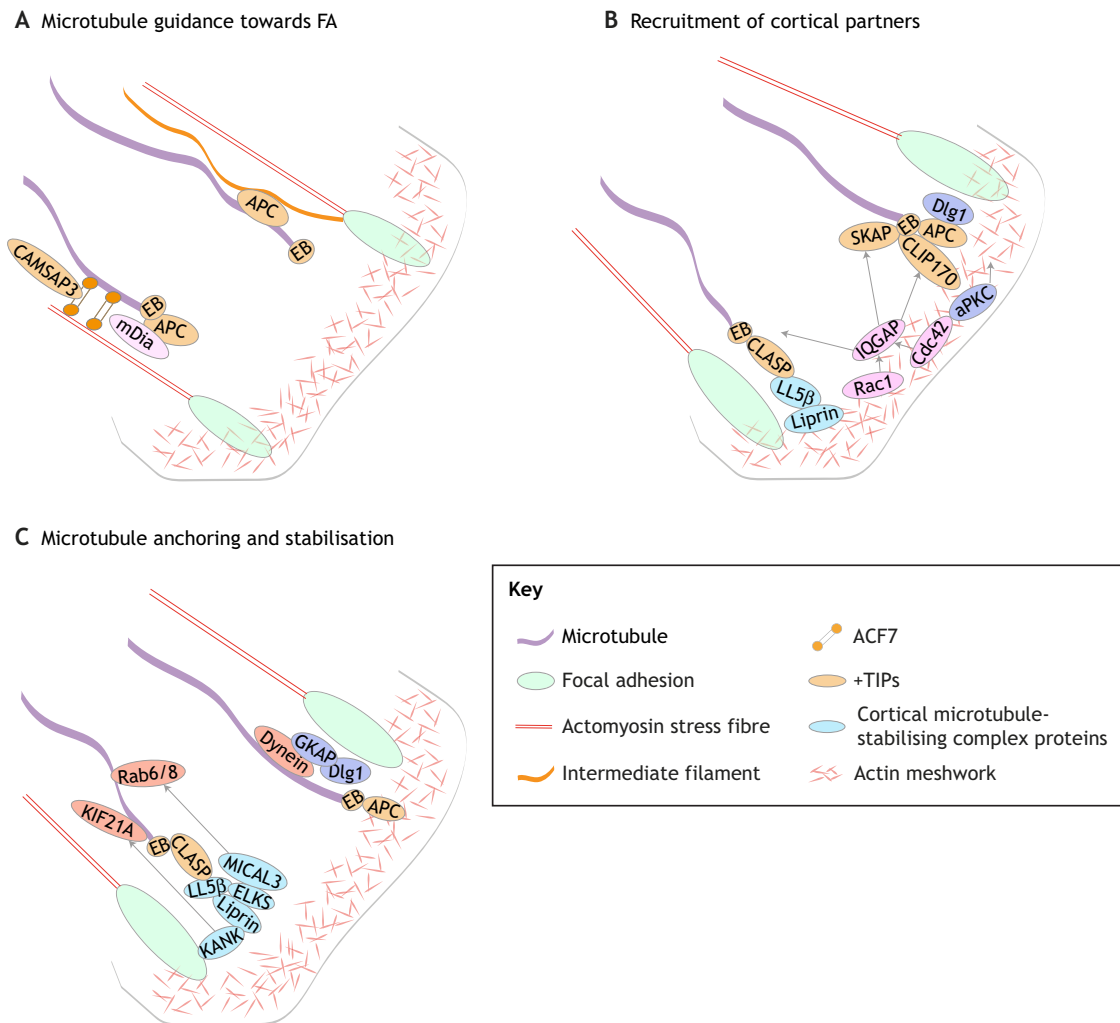 A Microtubule guidance towards FA
APC
EB
CAMSAP3
EB
APC
mDia
B Recruitment of cortical partners
Dlg1
EB
SKAP
APC
CLIP170
aPKC
EB
IQGAP
Cdc42
CLASP
Rac1
LL5β
Liprin
C Microtubule anchoring and stabilisation
Dynein
GKAP
Dlg1
Rab6/8
EB
APC
KIF21A
EB
CLASP
MICAL3
LL5β
ELKS
Liprin
KANK
Key
Microtubule
ACF7
Focal adhesion
+TIPs
Actomyosin stress fibre
Cortical microtubule-
stabilising complex proteins
Intermediate filament
Actin meshwork